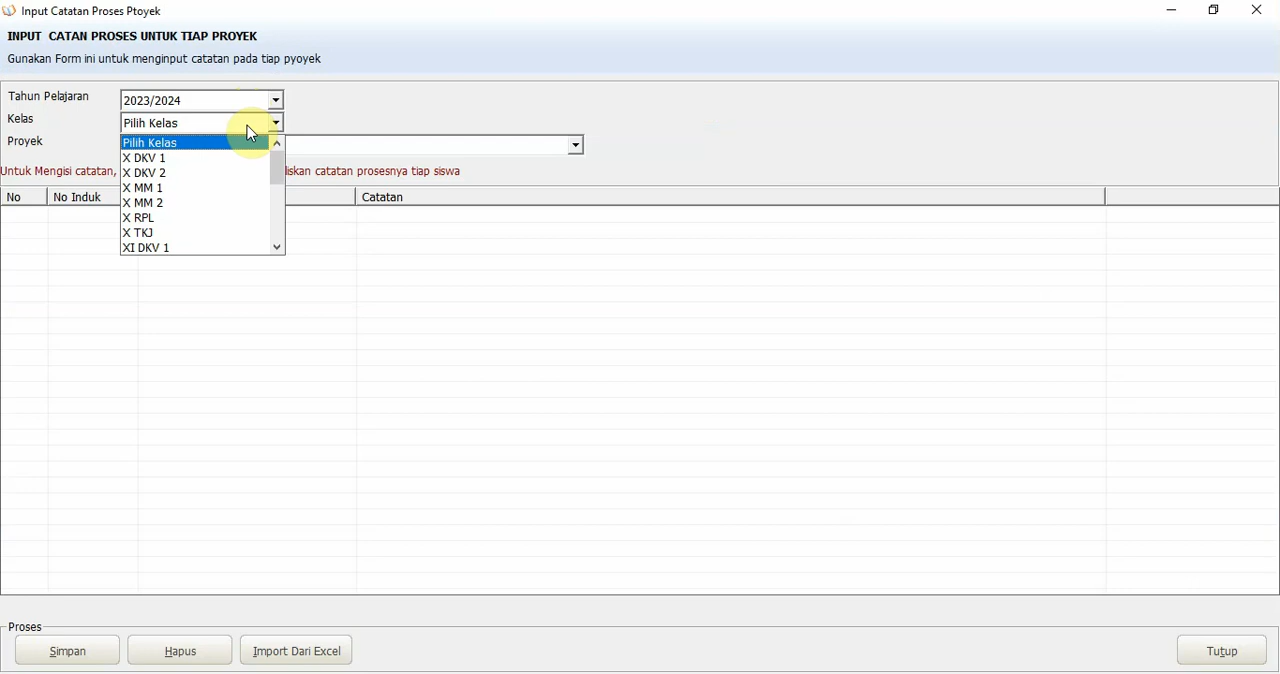 Input Catatan Proses Ptoyek
INPUT CATAN PROSES UNTUK TIAP PROYEK
Gunakan Form ini untuk menginput catatan pada tiap pyoyek
Tahun Pelajaran 2023/2024
Kelas Pilih Kelas
Proyek
Pilih Kelas
X DKV 1
X DKV 2
X MM 1
X MM 2
X RPL
X TKJ
XI DKV 1
Untuk Mengisi catatan, liskan catatan prosesnya tiap siswa
No No Induk Catatan
Proses
Simpan Hapus Import Dari Excel Tutup